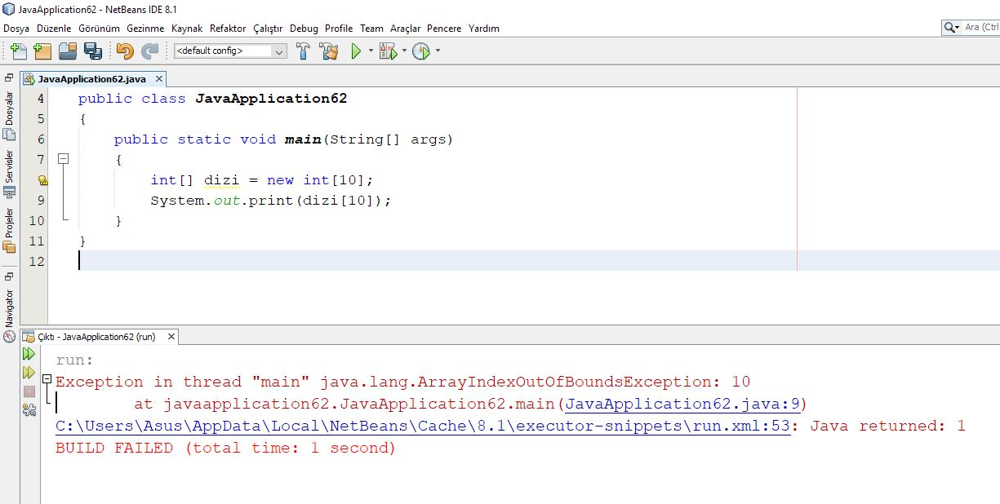 JavaApplication62 - NetBeans IDE 8.1
Dosya Düzenle Görünüm Gezinme Kaynak Refaktor Çalıştır Debug Profile Team Araçlar Pencere Yardım
Ara (Ctrl
<default config>
JavaApplication62.java
Dosyalar
Servisler
Projeler
Navigator
4 public class JavaApplication62
5 {
6 public static void main(String[] args)
7 {
int[] dizi = new int[10];
9 System.out.print(dizi[10]);
10 }
11 }
12
Çıktı - JavaApplication62 (run)
run:
Exception in thread "main" java.lang.ArrayIndexOutOfBoundsException: 10
at javaapplication62.JavaApplication62.main(JavaApplication62.java:9)
C:\Users\Asus\AppData\Local\NetBeans\Cache\8.1\executor-snippets\run.xml:53: Java returned: 1
BUILD FAILED (total time: 1 second)